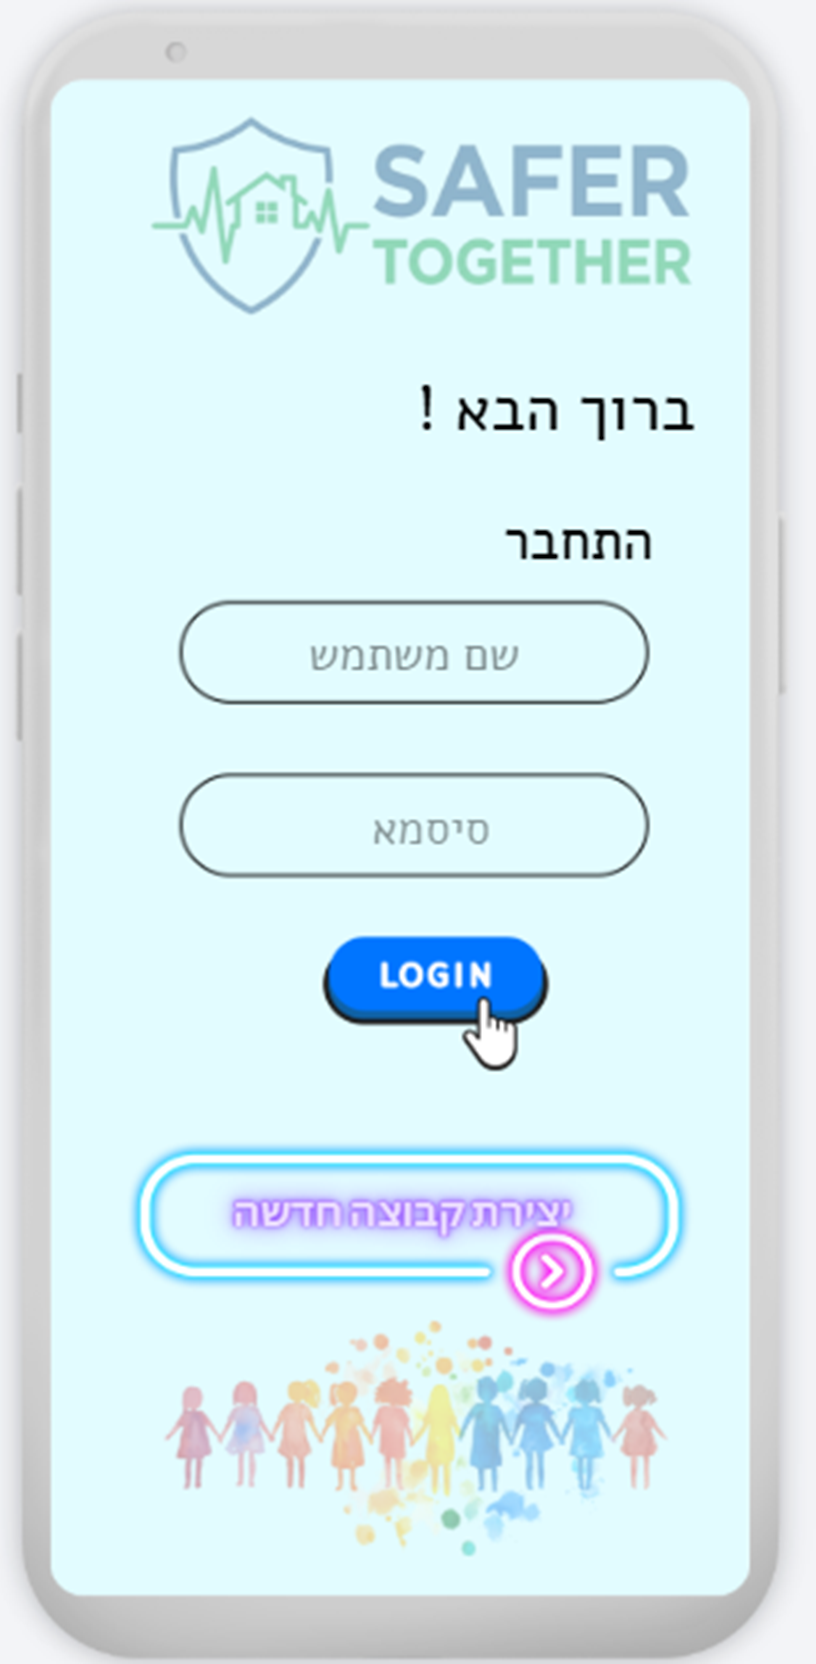 SAFER
TOGETHER
ברוך הבא !
התחבר
שם משתמש
סיסמא
LOGIN
יצירת קבוצה חדשה